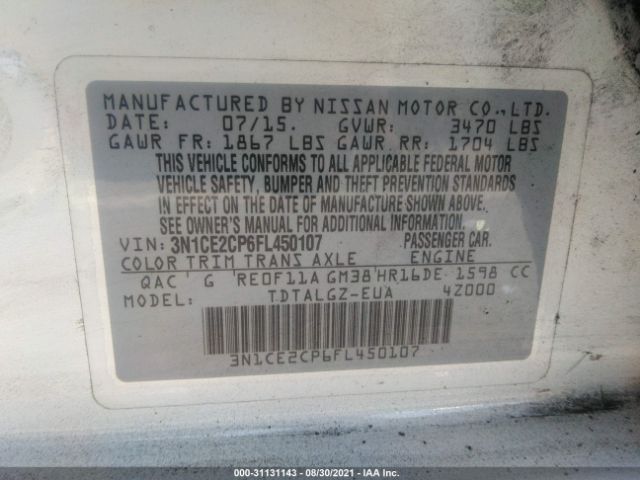 MANUFACTURED BY NISSAN MOTOR CO.,LTD.
DATE: 07/15. GVWR: 3470 LBS
GAWR FR: 1867 LBS GAWR RR: 1704 LBS
THIS VEHICLE CONFORMS TO ALL APPLICABLE FEDERAL MOTOR
VEHICLE SAFETY, BUMPER AND THEFT PREVENTION STANDARDS
IN EFFECT ON THE DATE OF MANUFACTURE SHOWN ABOVE.
SEE OWNER'S MANUAL FOR ADDITIONAL INFORMATION.
VIN: 3N1CE2CP6FL450107 PASSENGER CAR.
COLOR TRIM TRANS AXLE ENGINE
QAC G RE0F11A GM38 HR16DE 1598 CC
MODEL: TDTALGZ-EUA 4Z000
3N1CE2CP6FL450107
000-31131143 - 08/30/2021 - IAA Inc.